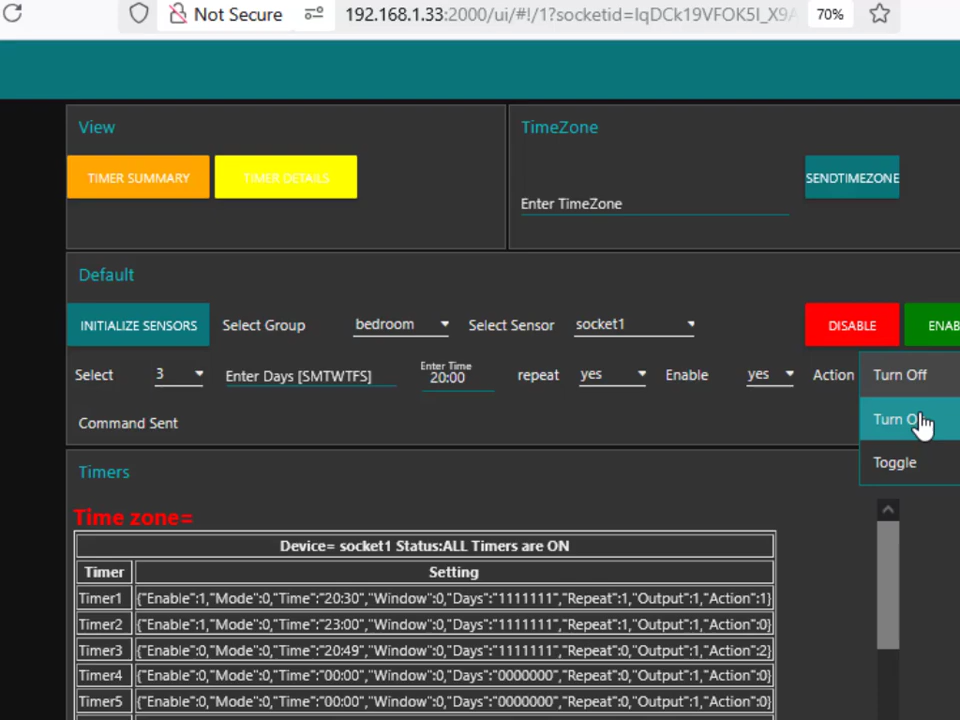 Not Secure 192.168.1.33:2000/ui/#!/1?socketid=IqDCk19VFOK5I_X9A 70%
View
TIMER SUMMARY TIMER DETAILS
TimeZone
Enter TimeZone SENDTIMEZONE
Default
INITIALIZE SENSORS Select Group bedroom Select Sensor socket1 DISABLE ENAB
Select 3 Enter Days [SMTWTFS] Enter Time 20:00 repeat yes Enable yes Action Turn Off
Turn
Toggle
Command Sent
Timers
Time zone=
Device= socket1 Status:ALL Timers are ON
Timer Setting
Timer1 {"Enable":1,"Mode":0,"Time":"20:30","Window":0,"Days":"1111111","Repeat":1,"Output":1,"Action":1}
Timer2 {"Enable":1,"Mode":0,"Time":"23:00","Window":0,"Days":"1111111","Repeat":1,"Output":1,"Action":0}
Timer3 {"Enable":0,"Mode":0,"Time":"20:49","Window":0,"Days":"1111111","Repeat":0,"Output":1,"Action":2}
Timer4 {"Enable":0,"Mode":0,"Time":"00:00","Window":0,"Days":"0000000","Repeat":0,"Output":1,"Action":0}
Timer5 {"Enable":0,"Mode":0,"Time":"00:00","Window":0,"Days":"0000000","Repeat":0,"Output":1,"Action":0}